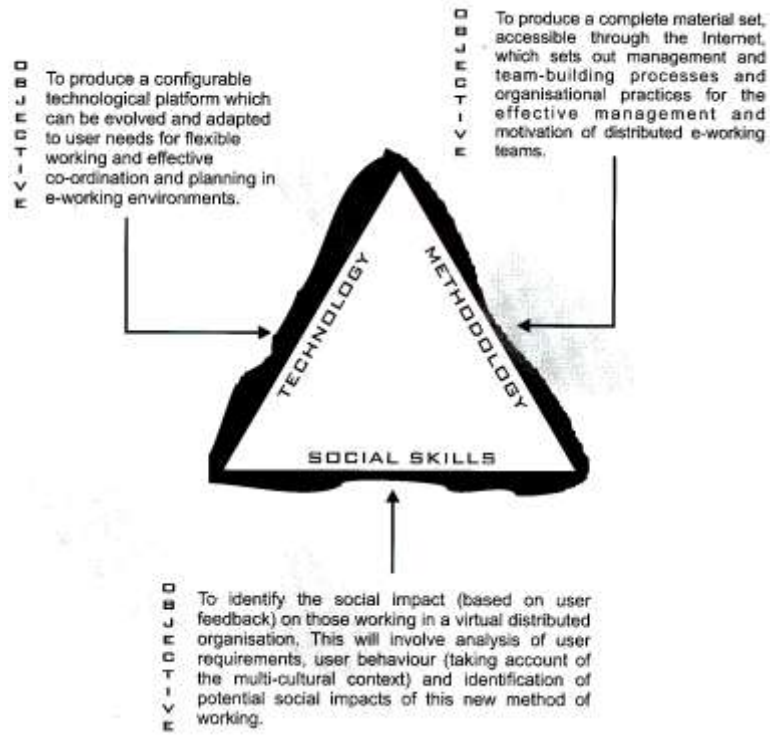 OBJECTIVE
To produce a configurable
technological platform which
can be evolved and adapted
to user needs for flexible
working and effective
co-ordination and planning in
e-working environments.
OBJECTIVE
To produce a complete material set,
accessible through the Internet,
which sets out management and
team-building processes and
organisational practices for the
effective management and
motivation of distributed e-working
teams.
TECHNOLOGY
METHODOLOGY
SOCIAL SKILLS
OBJECTIVE
To identify the social impact (based on user
feedback) on those working in a virtual distributed
organisation. This will involve analysis of user
requirements, user behaviour (taking account of
the multi-cultural context) and identification of
potential social impacts of this new method of
working.